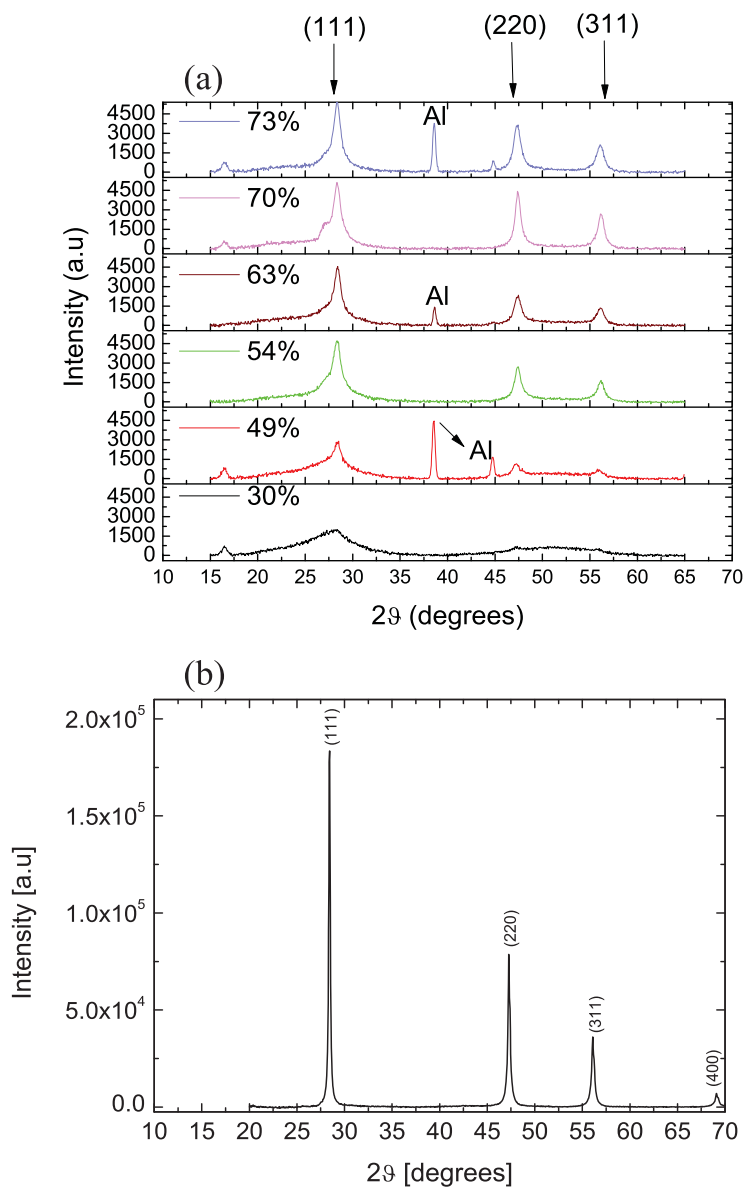 (111) (220) (311)
(a)
Intensity (a.u)
4500 3000 1500 0 73% Al
4500 3000 1500 0 70%
4500 3000 1500 0 63% Al
4500 3000 1500 0 54%
4500 3000 1500 0 49% Al
4500 3000 1500 0 30%
10 15 20 25 30 35 40 45 50 55 60 65 70
2ϑ (degrees)
(b)
Intensity [a.u]
2.0x10⁵
1.5x10⁵
1.0x10⁵
5.0x10⁴
0.0
(111)
(220)
(311)
(400)
10 15 20 25 30 35 40 45 50 55 60 65 70
2ϑ [degrees]